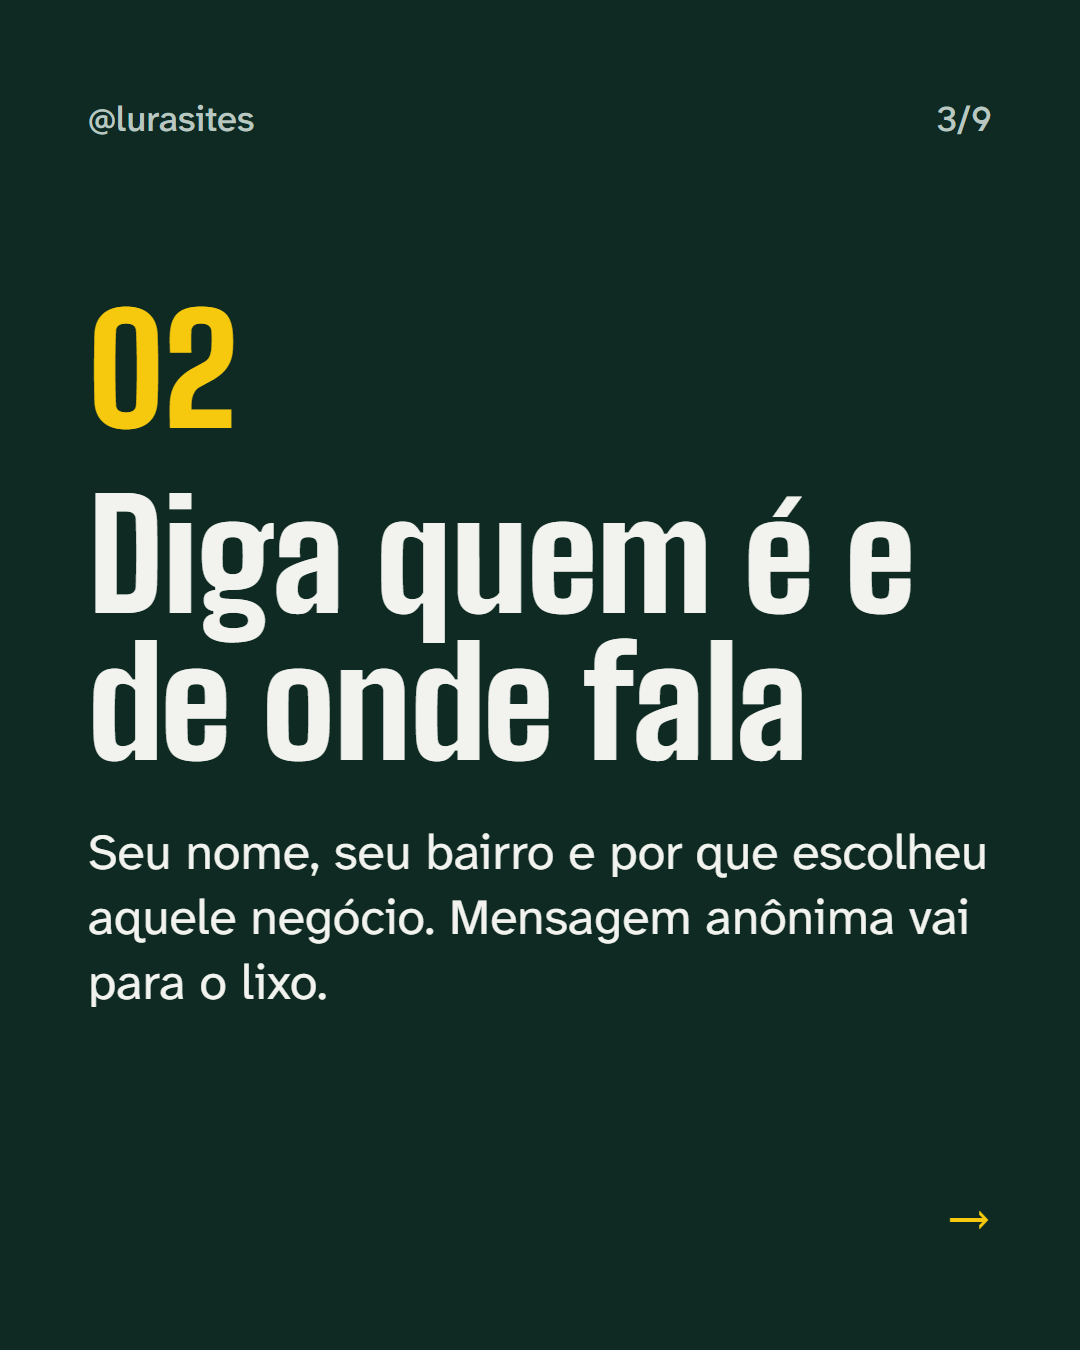 @lurasites
3/9
02
Diga quem é e
de onde fala
Seu nome, seu bairro e por que escolheu
aquele negócio. Mensagem anônima vai
para o lixo.
→